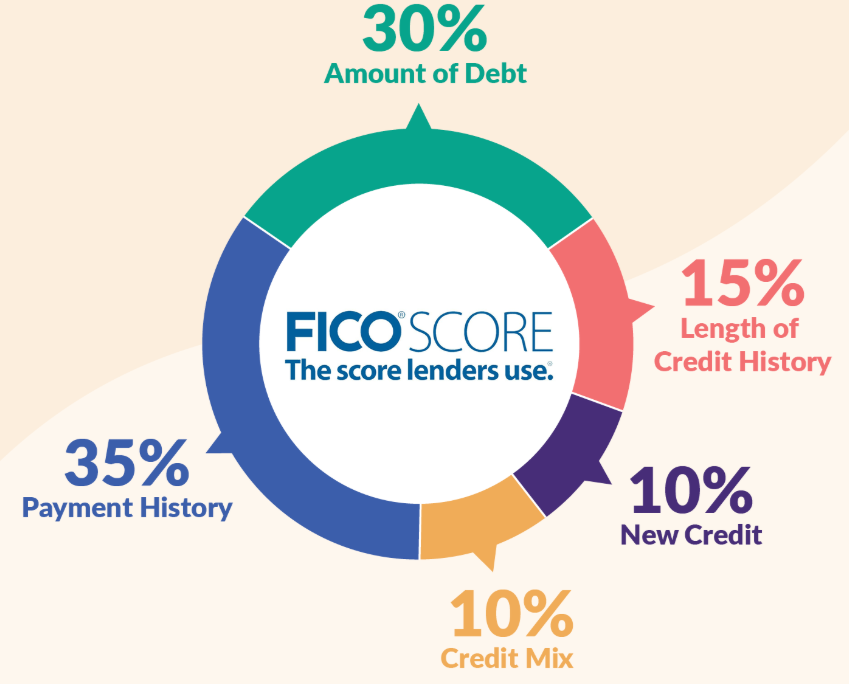 30%
Amount of Debt
FICO® SCORE
The score lenders use.®
15%
Length of
Credit History
35%
Payment History
10%
New Credit
10%
Credit Mix